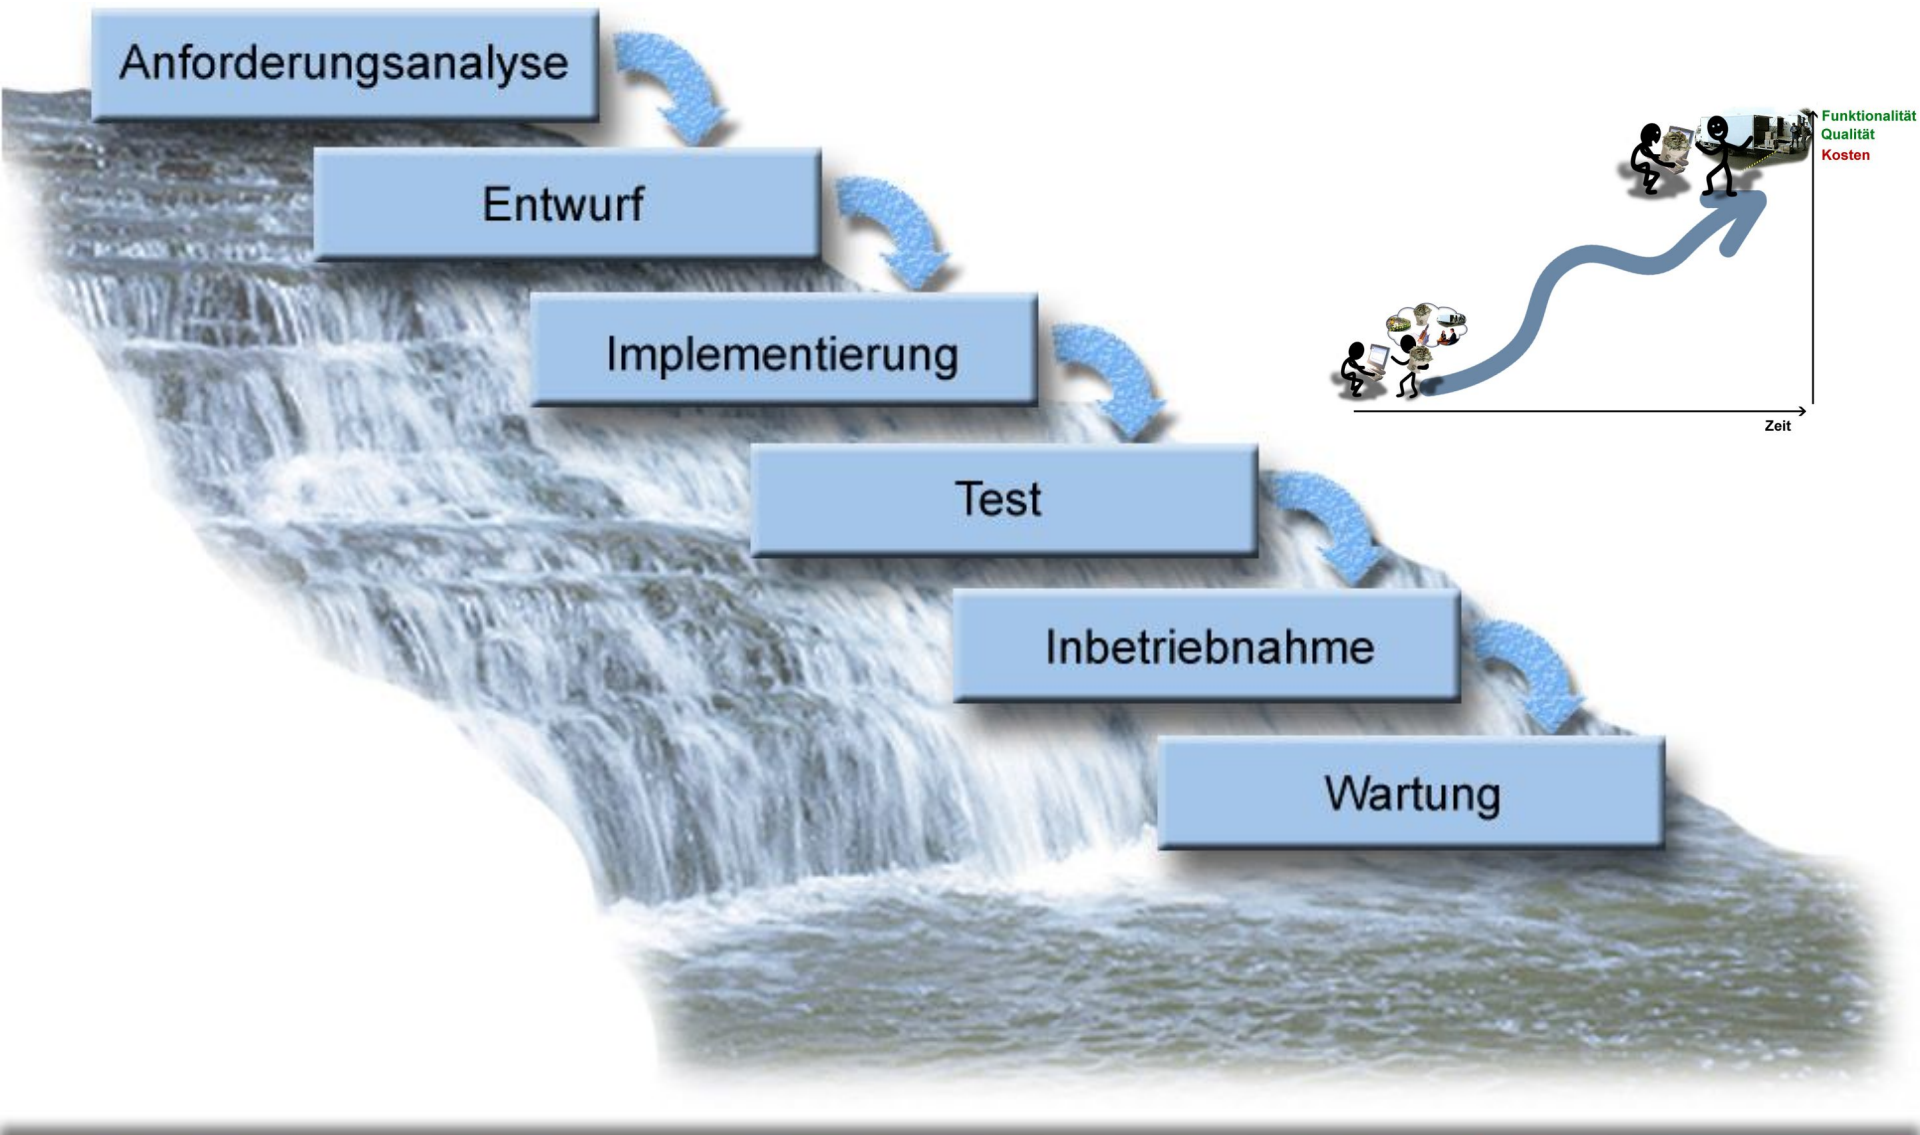 Anforderungsanalyse
Entwurf
Implementierung
Test
Inbetriebnahme
Wartung
Funktionalität
Qualität
Kosten
Zeit